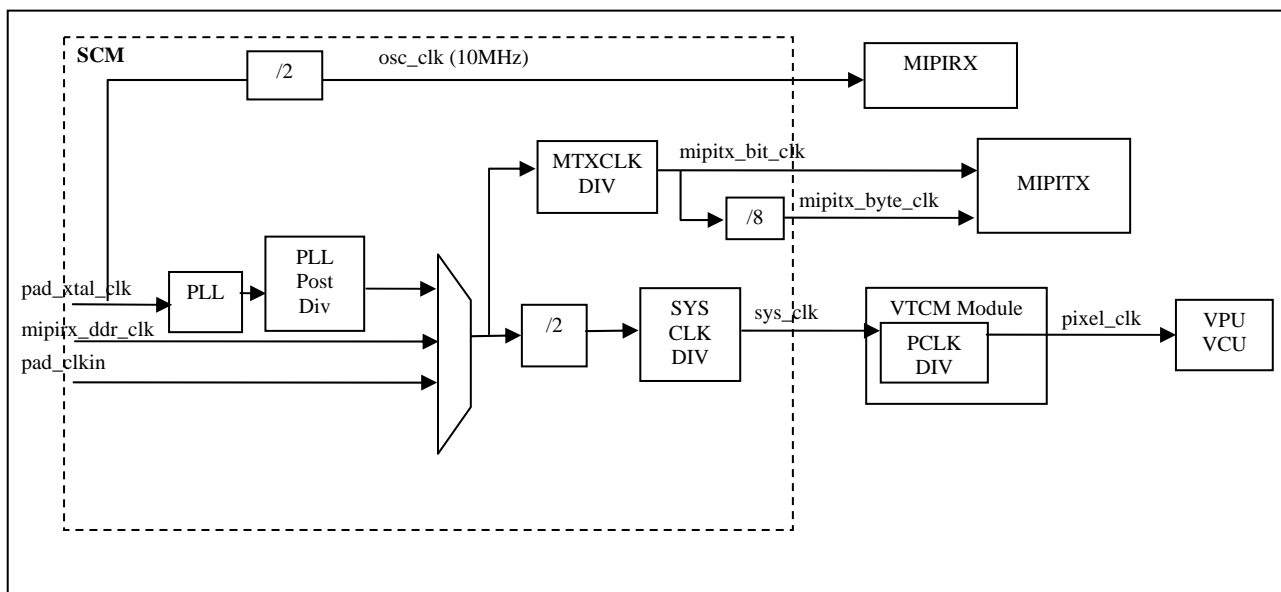 SCM
/2
osc_clk (10MHz)
MIPIRX
MTXCLK
DIV
mipitx_bit_clk
/8
mipitx_byte_clk
MIPITX
pad_xtal_clk
PLL
PLL
Post
Div
mipirx_ddr_clk
pad_clkin
/2
SYS
CLK
DIV
sys_clk
VTCM Module
PCLK
DIV
pixel_clk
VPU
VCU